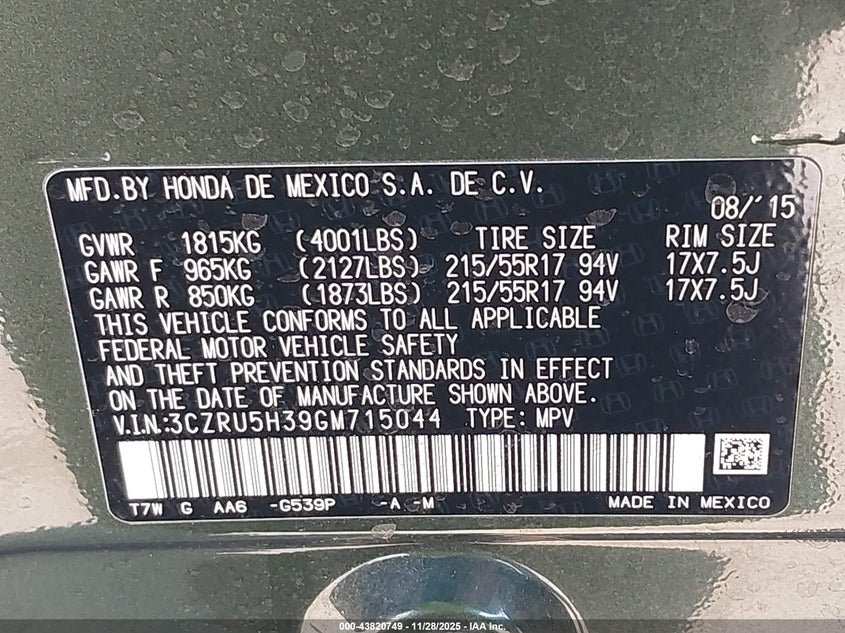 MFD.BY HONDA DE MEXICO S.A. DE C.V.
08/'15
GVWR 1815KG (4001LBS) TIRE SIZE RIM SIZE
GAWR F 965KG (2127LBS) 215/55R17 94V 17X7.5J
GAWR R 850KG (1873LBS) 215/55R17 94V 17X7.5J
THIS VEHICLE CONFORMS TO ALL APPLICABLE
FEDERAL MOTOR VEHICLE SAFETY
AND THEFT PREVENTION STANDARDS IN EFFECT
ON THE DATE OF MANUFACTURE SHOWN ABOVE.
V.I.N:3CZRU5H39GM715044 TYPE: MPV
T7W G AA6 -G539P -A -M MADE IN MEXICO
000-43820749 - 11/28/2025 - IAA Inc.